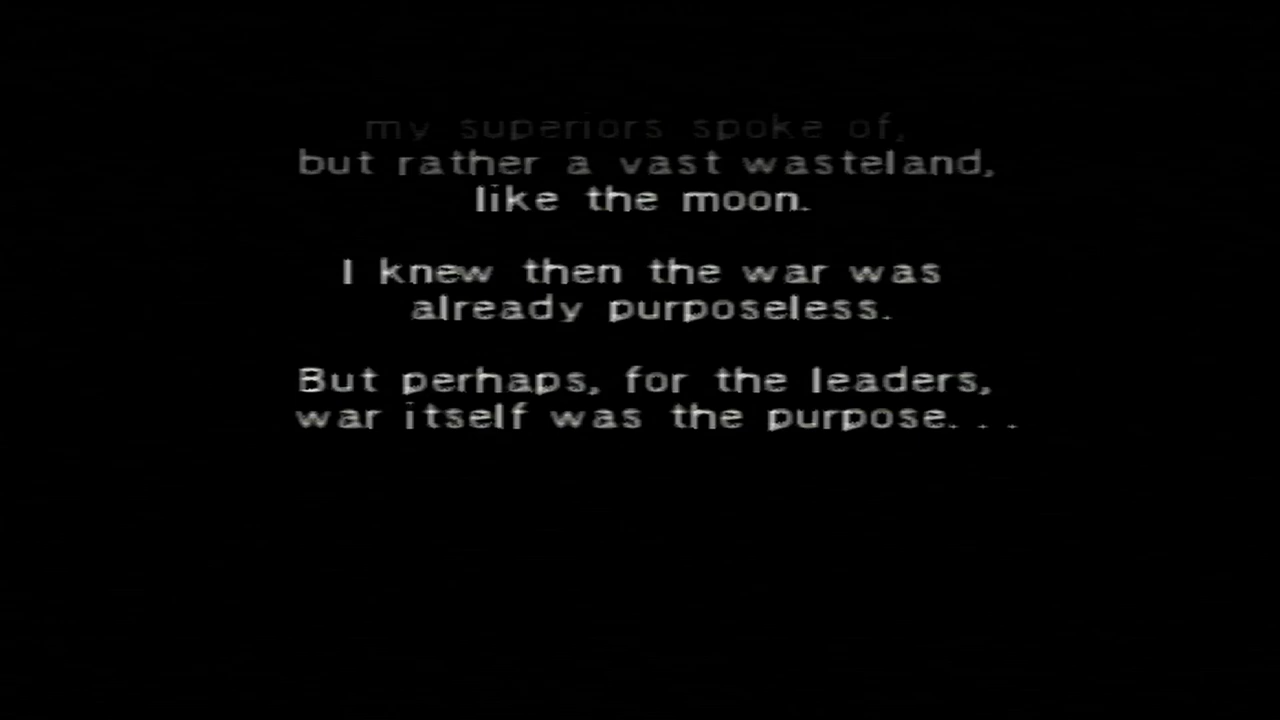 my superiors spoke of,
but rather a vast wasteland,
like the moon.
I knew then the war was
already purposeless.
But perhaps, for the leaders,
war itself was the purpose...